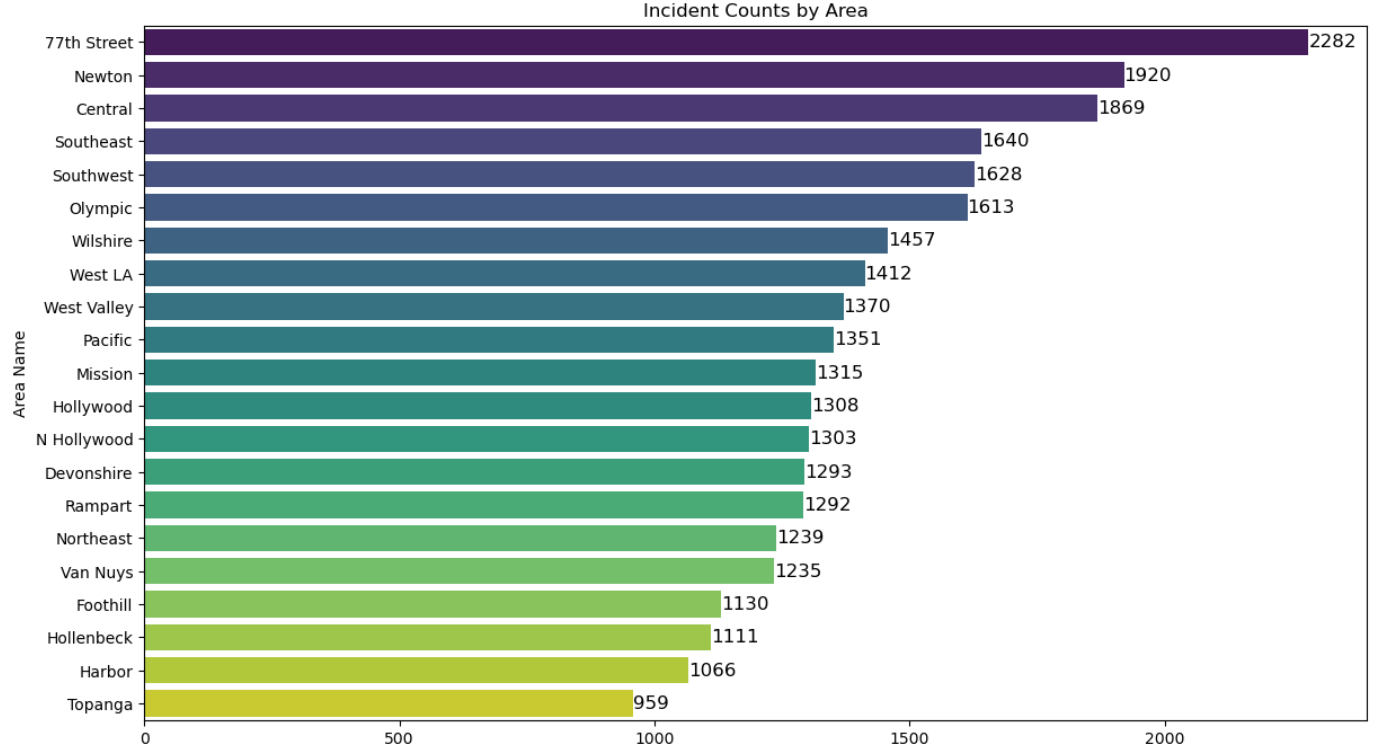 Incident Counts by Area
77th Street 2282
Newton 1920
Central 1869
Southeast 1640
Southwest 1628
Olympic 1613
Wilshire 1457
West LA 1412
West Valley 1370
Pacific 1351
Mission 1315
Hollywood 1308
N Hollywood 1303
Devonshire 1293
Rampart 1292
Northeast 1239
Van Nuys 1235
Foothill 1130
Hollenbeck 1111
Harbor 1066
Topanga 959
Area Name
0 500 1000 1500 2000